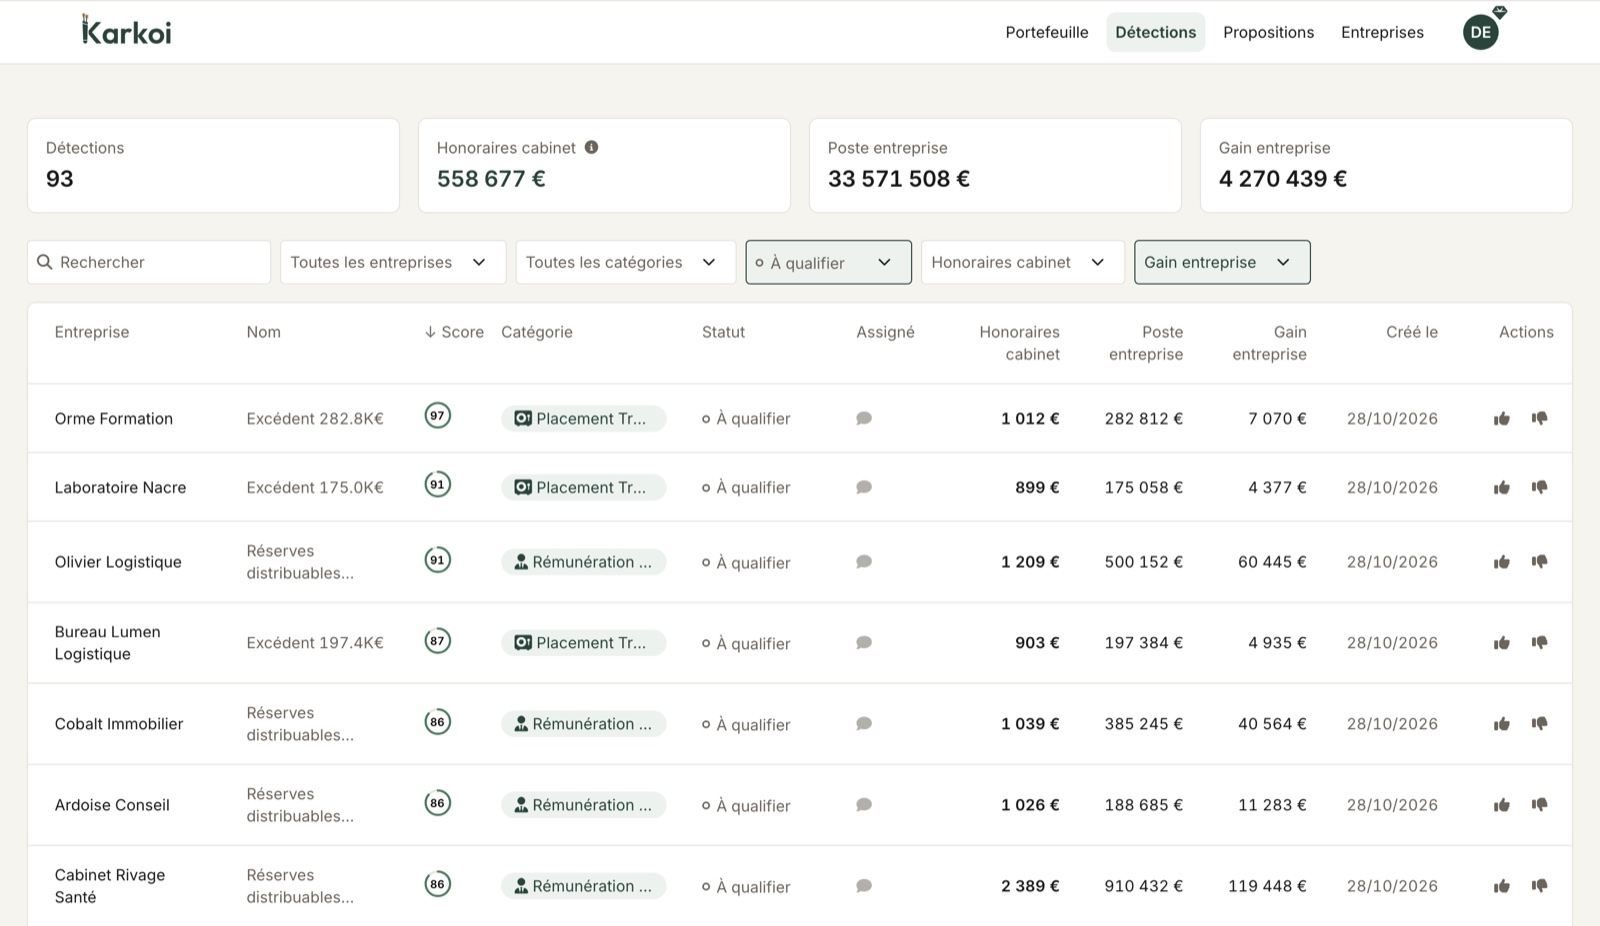 Karkoi
Portefeuille
Détections
Propositions
Entreprises
DE
Détections
93
Honoraires cabinet
558 677 €
Poste entreprise
33 571 508 €
Gain entreprise
4 270 439 €
Rechercher
Toutes les entreprises
Toutes les catégories
À qualifier
Honoraires cabinet
Gain entreprise
Entreprise Nom ↓ Score Catégorie Statut Assigné Honoraires cabinet Poste entreprise Gain entreprise Créé le Actions
Orme Formation Excédent 282.8K€ 97 Placement Tr... À qualifier 1 012 € 282 812 € 7 070 € 28/10/2026
Laboratoire Nacre Excédent 175.0K€ 91 Placement Tr... À qualifier 899 € 175 058 € 4 377 € 28/10/2026
Olivier Logistique Réserves distribuables... 91 Rémunération ... À qualifier 1 209 € 500 152 € 60 445 € 28/10/2026
Bureau Lumen Logistique Excédent 197.4K€ 87 Placement Tr... À qualifier 903 € 197 384 € 4 935 € 28/10/2026
Cobalt Immobilier Réserves distribuables... 86 Rémunération ... À qualifier 1 039 € 385 245 € 40 564 € 28/10/2026
Ardoise Conseil Réserves distribuables... 86 Rémunération ... À qualifier 1 026 € 188 685 € 11 283 € 28/10/2026
Cabinet Rivage Santé Réserves distribuables... 86 Rémunération ... À qualifier 2 389 € 910 432 € 119 448 € 28/10/2026